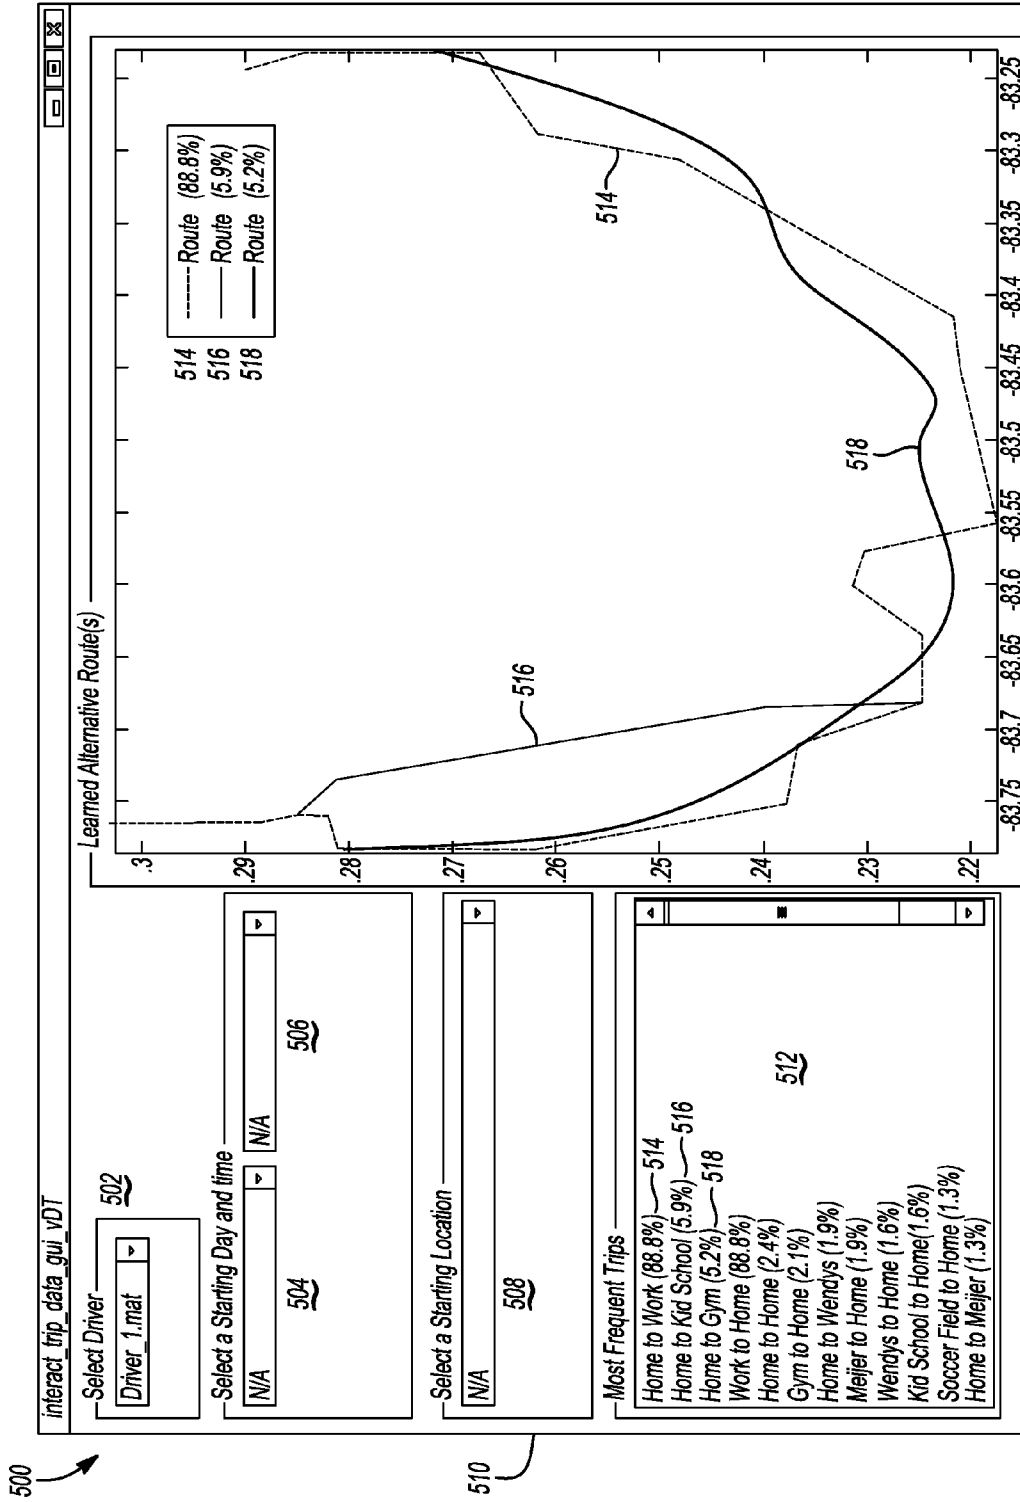 500
interact_trip_data_gui_vDT
Select Driver
Driver_1.mat
502
Select a Starting Day and time
N/A
N/A
504
506
Select a Starting Location
N/A
508
510
Most Frequent Trips
Home to Work (88.8%) 514
Home to Kid School (5.9%) 516
Home to Gym (5.2%) 518
Work to Home (88.8%)
Home to Home (2.4%)
Gym to Home (2.1%)
Home to Wendys (1.9%)
Meijer to Home (1.9%)
Wendys to Home (1.6%)
Kid School to Home(1.6%)
Soccer Field to Home (1.3%)
Home to Meijer (1.3%)
512
Learned Alternative Route(s)
514 Route (88.8%)
516 Route (5.9%)
518 Route (5.2%)
.3
.29
.28
.27
.26
.25
.24
.23
.22
516
518
514
-83.75
-83.7
-83.65
-83.6
-83.55
-83.5
-83.45
-83.4
-83.35
-83.3
-83.25